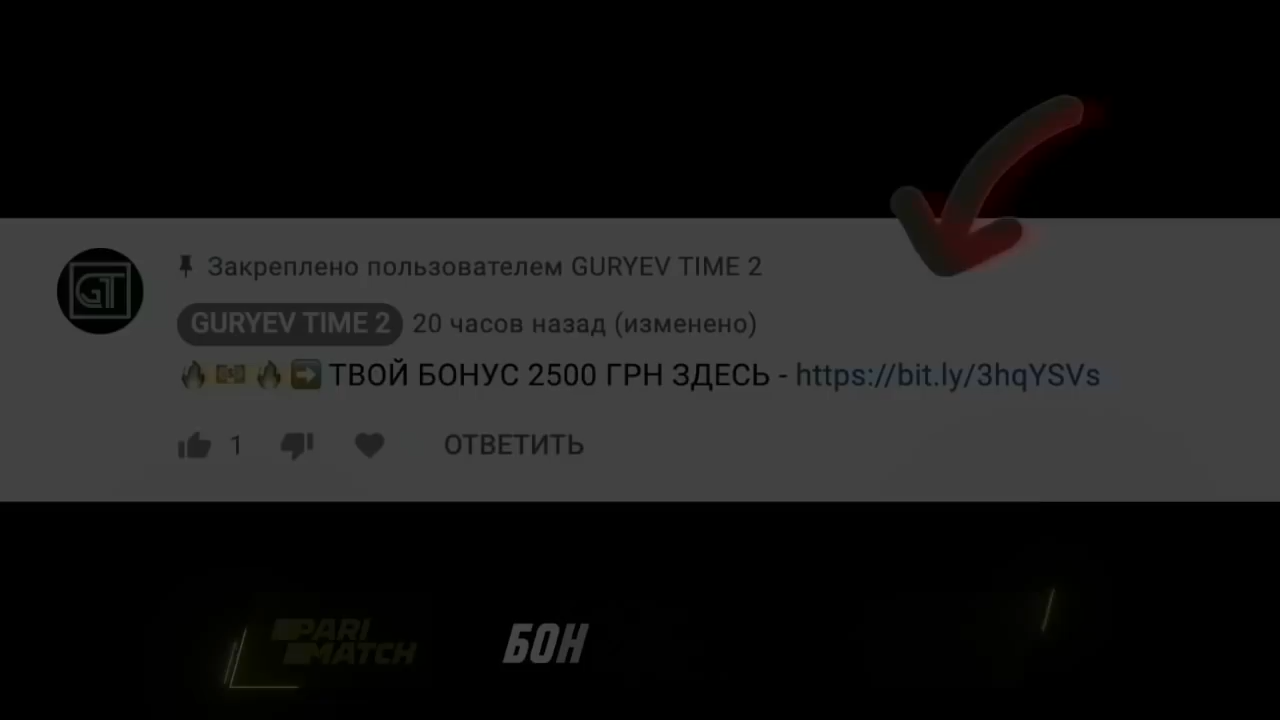 Закреплено пользователем GURYEV TIME 2
GURYEV TIME 2 20 часов назад (изменено)
🔥 💵 🔥 ➡️ ТВОЙ БОНУС 2500 ГРН ЗДЕСЬ - https://bit.ly/3hqYSVs
1 ОТВЕТИТЬ
GT
PARI
MATCH
БОН